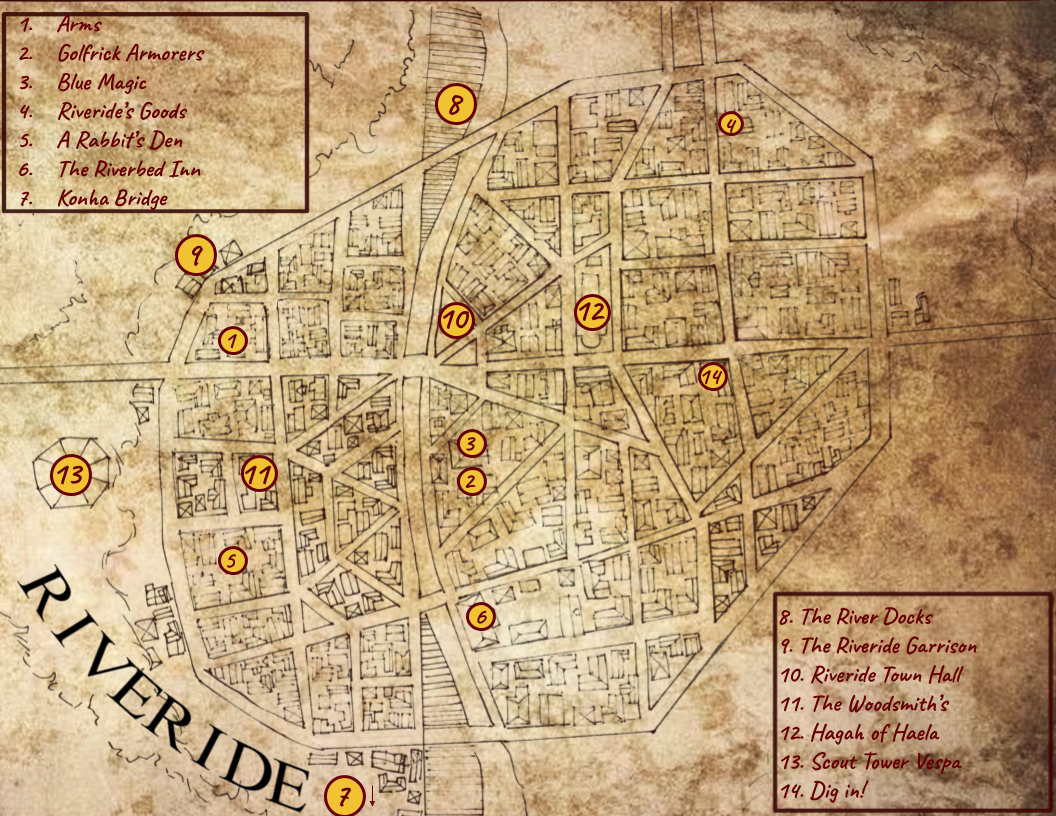 1. Arms
2. Golfrick Armorers
3. Blue Magic
4. Riveride's Goods
5. A Rabbit's Den
6. The Riverbed Inn
7. Konha Bridge
8
4
9
10
12
1
14
3
13
11
2
5
6
RIVERIDE
7
8. The River Docks
9. The Riveride Garrison
10. Riveride Town Hall
11. The Woodsmith's
12. Hagah of Haela
13. Scout Tower Vespa
14. Dig in!